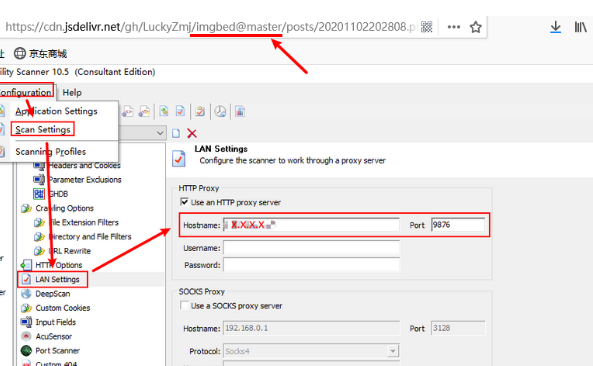 https://cdn.jsdelivr.net/gh/LuckyZmj/imgbed@master/posts/20201102202808.p
京东商城
ility Scanner 10.5 (Consultant Edition)
onfiguration Help
Application Settings
Scan Settings
Scanning Profiles
LAN Settings
Configure the scanner to work through a proxy server
Headers and Cookies
Parameter Exclusions
GHDB
Crawling Options
File Extension Filters
Directory and File Filters
URL Rewrite
HTTP Options
LAN Settings
DeepScan
Custom Cookies
Input Fields
AcuSensor
Port Scanner
Custom 404
HTTP Proxy
Use an HTTP proxy server
Hostname: X.X.X.X Port 9876
Username:
Password:
SOCKS Proxy
Use a SOCKS proxy server
Hostname: 192.168.0.1 Port 3128
Protocol: Socks4